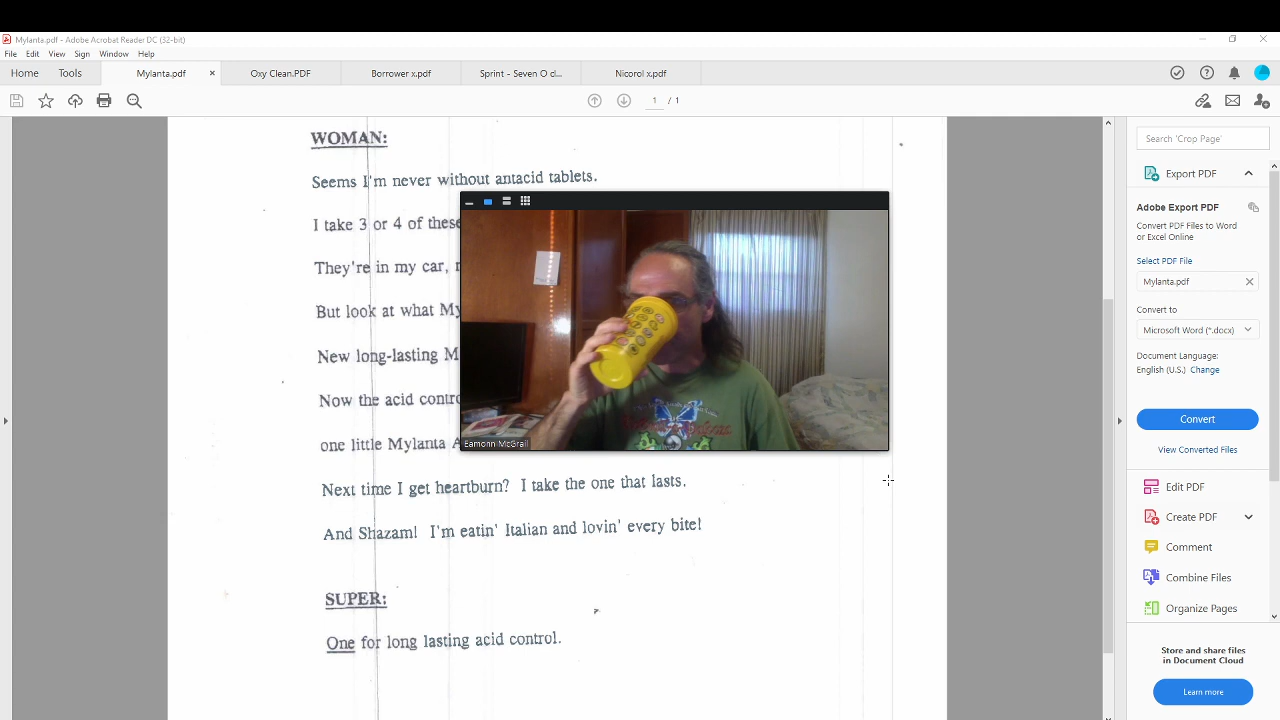 Mylanta.pdf - Adobe Acrobat Reader DC (32-bit)
File Edit View Sign Window Help
Home Tools Mylanta.pdf × Oxy Clean.PDF Borrower x.pdf Sprint - Seven O cl... Nicorol x.pdf
1 / 1
WOMAN:
Seems I'm never without antacid tablets.
I take 3 or 4 of these
They're in my car,
But look at what My
New long-lasting M
Now the acid contro
one little Mylanta A
Next time I get heartburn? I take the one that lasts.
And Shazam! I'm eatin' Italian and lovin' every bite!
SUPER:
One for long lasting acid control.
Eamonn McGrail
Search 'Crop Page'
Export PDF
Adobe Export PDF
Convert PDF Files to Word
or Excel Online
Select PDF File
Mylanta.pdf
Convert to
Microsoft Word (*.docx)
Document Language:
English (U.S.) Change
Convert
View Converted Files
Edit PDF
Create PDF
Comment
Combine Files
Organize Pages
Store and share files
in Document Cloud
Learn more